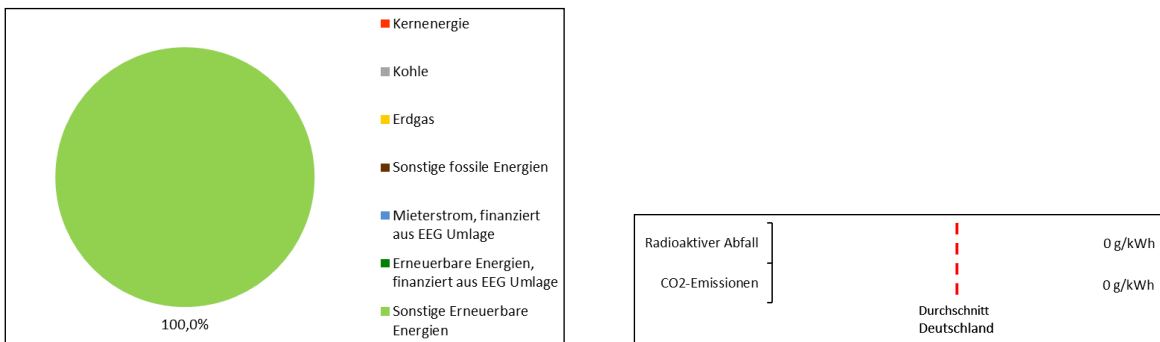 Kernenergie
Kohle
Erdgas
Sonstige fossile Energien
Mieterstrom, finanziert
aus EEG Umlage
Erneuerbare Energien,
finanziert aus EEG Umlage
Sonstige Erneuerbare
Energien
100,0%
Radioaktiver Abfall
0 g/kWh
CO2-Emissionen
0 g/kWh
Durchschnitt
Deutschland